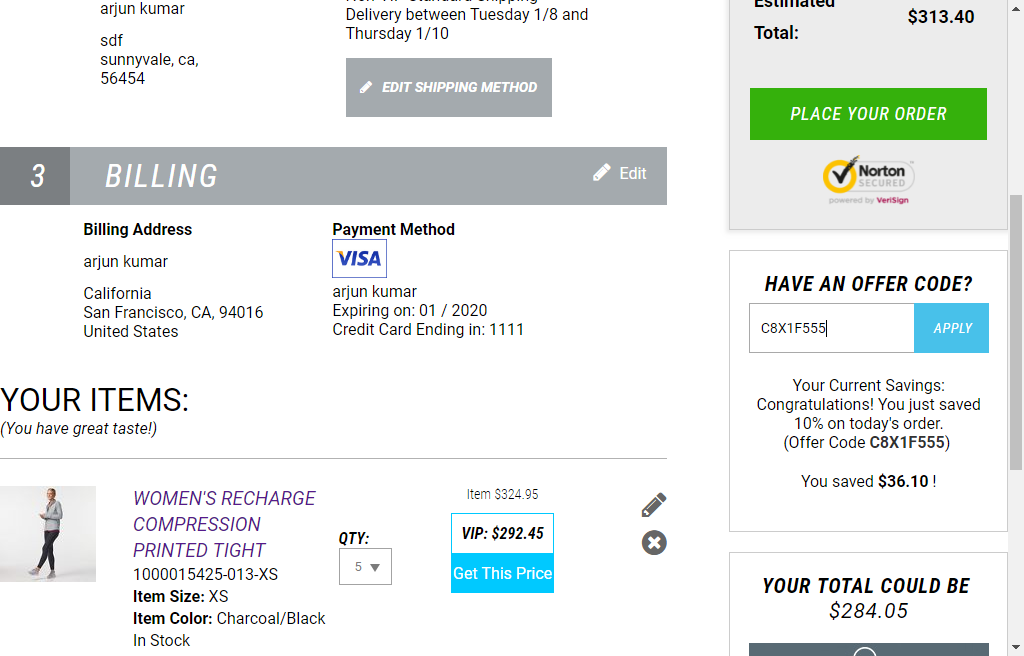 arjun kumar
sdf
sunnyvale, ca,
56454
Non-VIP Standard Shipping
Delivery between Tuesday 1/8 and
Thursday 1/10
EDIT SHIPPING METHOD
3 BILLING
Edit
Billing Address
arjun kumar
California
San Francisco, CA, 94016
United States
Payment Method
VISA
arjun kumar
Expiring on: 01 / 2020
Credit Card Ending in: 1111
YOUR ITEMS:
(You have great taste!)
WOMEN'S RECHARGE
COMPRESSION
PRINTED TIGHT
1000015425-013-XS
Item Size: XS
Item Color: Charcoal/Black
In Stock
QTY:
5
Item $324.95
VIP: $292.45
Get This Price
Estimated
Total:
$313.40
PLACE YOUR ORDER
Norton
SECURED
powered by VeriSign
HAVE AN OFFER CODE?
C8X1F555
APPLY
Your Current Savings:
Congratulations! You just saved
10% on today's order.
(Offer Code C8X1F555)
You saved $36.10 !
YOUR TOTAL COULD BE
$284.05